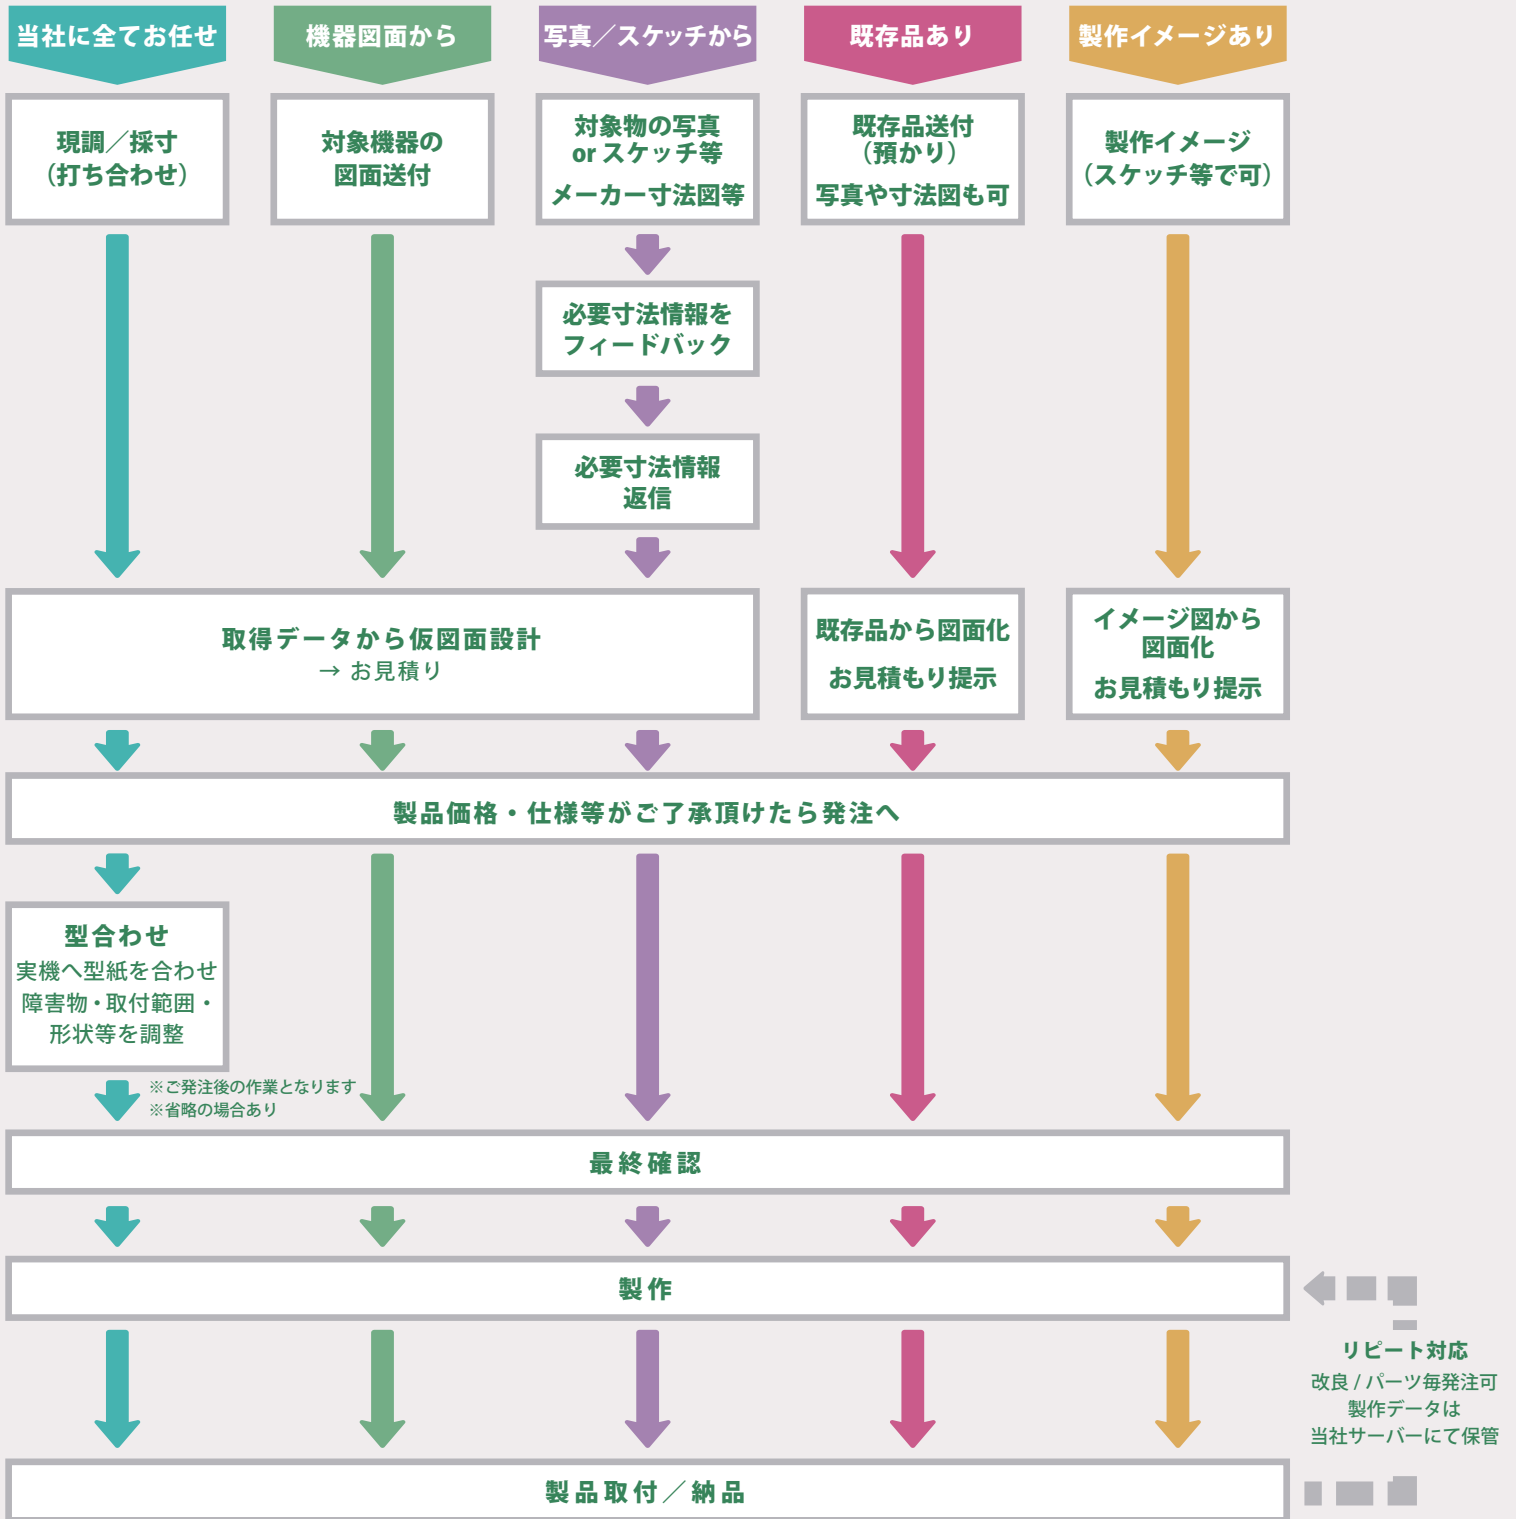 当社に全てお任せ
機器図面から
写真／スケッチから
既存品あり
製作イメージあり
現調／採寸
（打ち合わせ）
対象機器の
図面送付
対象物の写真
or スケッチ等
メーカー寸法図等
既存品送付
（預かり）
写真や寸法図も可
製作イメージ
（スケッチ等で可）
必要寸法情報を
フィードバック
必要寸法情報
返信
取得データから仮図面設計
→ お見積り
既存品から図面化
お見積もり提示
イメージ図から
図面化
お見積もり提示
製品価格・仕様等がご了承頂けたら発注へ
型合わせ
実機へ型紙を合わせ
障害物・取付範囲・
形状等を調整
※ご発注後の作業となります
※省略の場合あり
最終確認
製作
リピート対応
改良 / パーツ毎発注可
製作データは
当社サーバーにて保管
製品取付／納品